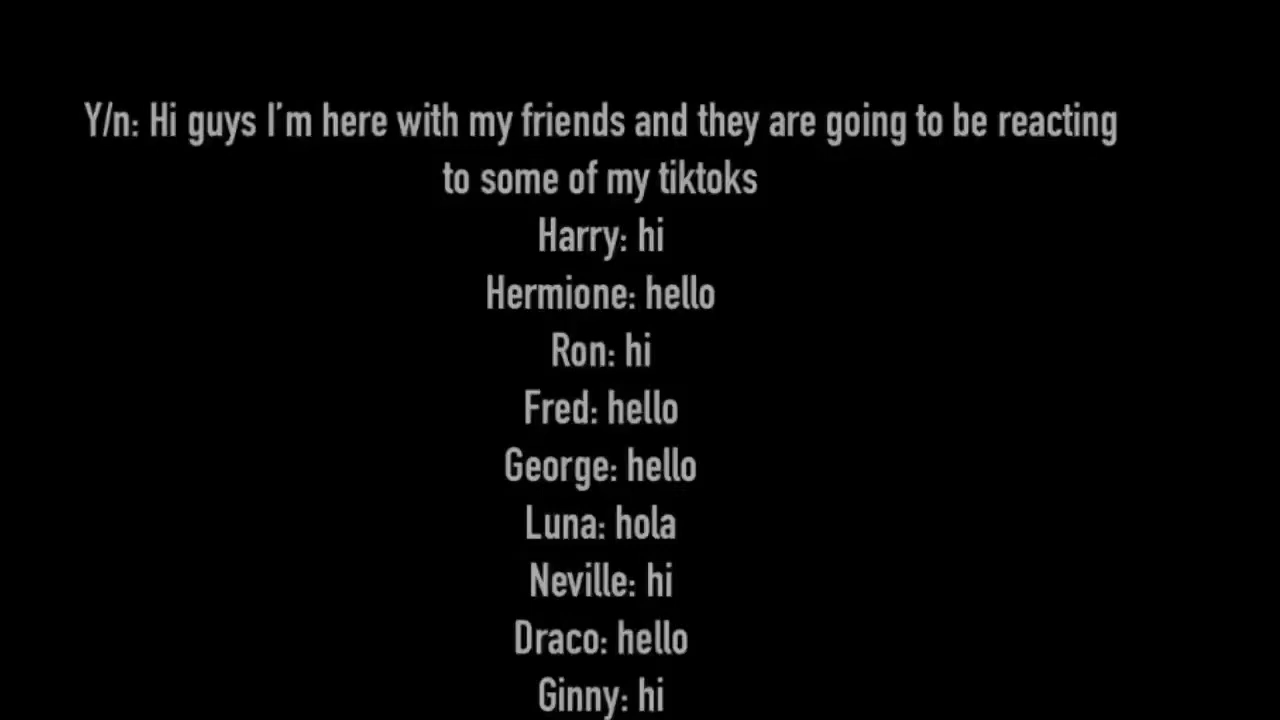 Y/n: Hi guys I'm here with my friends and they are going to be reacting
to some of my tiktoks
Harry: hi
Hermione: hello
Ron: hi
Fred: hello
George: hello
Luna: hola
Neville: hi
Draco: hello
Ginny: hi